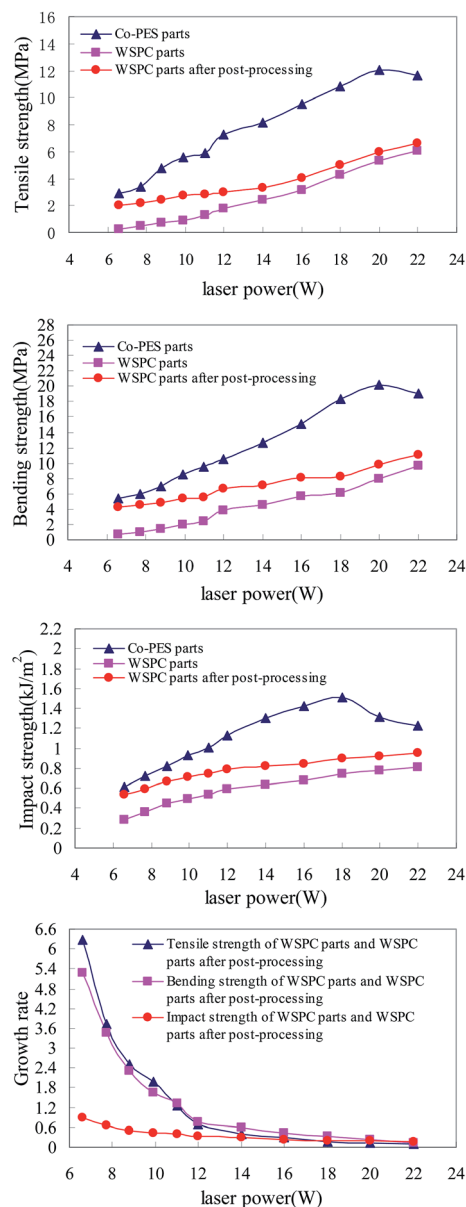 16
14
12
10
8
6
4
2
0
Tensile strength(MPa)
Co-PES parts
WSPC parts
WSPC parts after post-processing
4 6 8 10 12 14 16 18 20 22
laser power(W)
28
26
24
22
20
18
16
14
12
10
8
6
4
2
0
Bending strength(MPa)
Co-PES parts
WSPC parts
WSPC parts after post-processing
4 6 8 10 12 14 16 18 20 22
laser power(W)
2.2
2
1.8
1.6
1.4
1.2
1
0.8
0.6
0.4
0.2
0
Impact strength(kJ/m²)
Co-PES parts
WSPC parts
WSPC parts after post-processing
4 6 8 10 12 14 16 18 20 22
laser power(W)
6.6
6
5.4
4.8
4.2
3.6
3
2.4
1.8
1.2
0.6
0
Growth rate
Tensile strength of WSPC parts and WSPC
parts after post-processing
Bending strength of WSPC parts and WSPC
parts after post-processing
Impact strength of WSPC parts and WSPC
parts after post-processing
6 8 10 12 14 16 18 20 22
laser power(W)